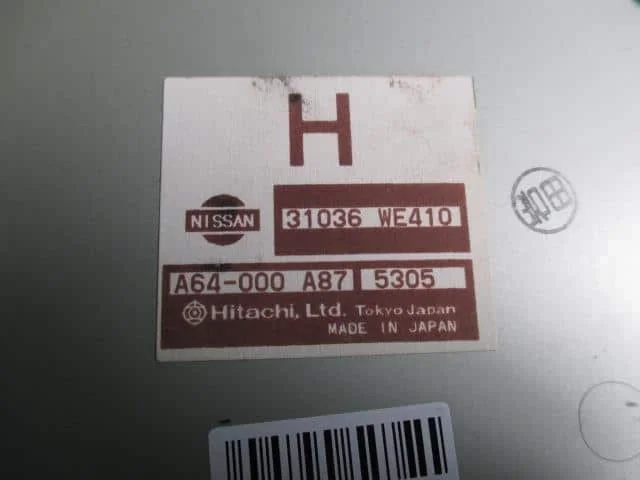 H
NISSAN
31036 WE410
A64-000 A87 5305
Hitachi, Ltd. Tokyo Japan
MADE IN JAPAN